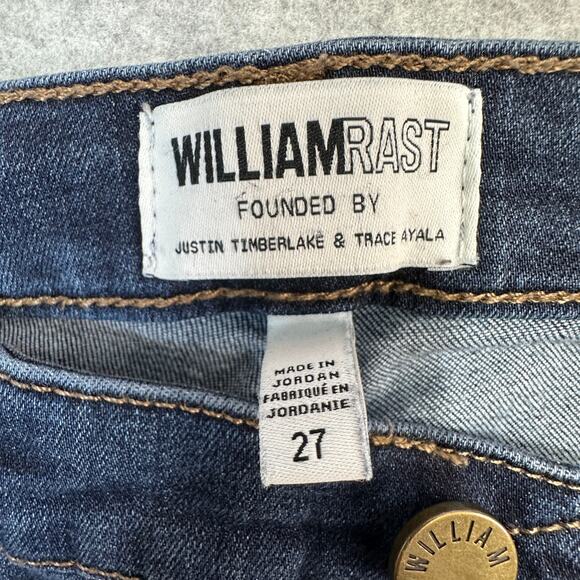 WILLIAMRAST
FOUNDED BY
JUSTIN TIMBERLAKE & TRACE AYALA
MADE IN
JORDAN
FABRIQUÉ EN
JORDANIE
27
WILLIAM